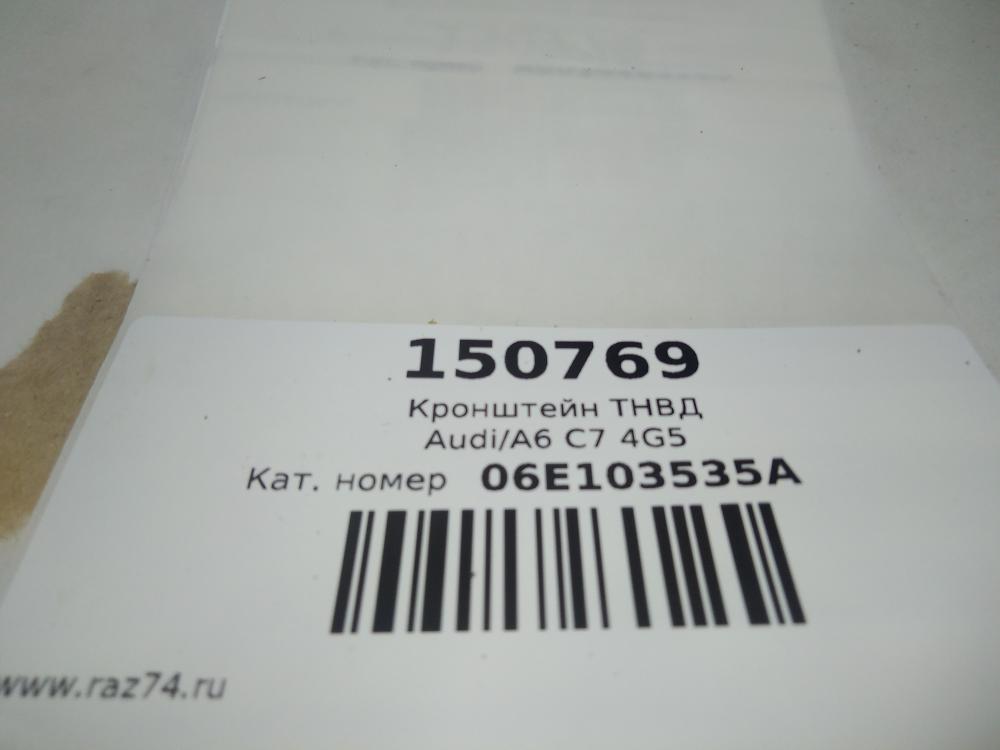 150769
Кронштейн ТНВД
Audi/A6 C7 4G5
Кат. номер 06E103535A
www.raz74.ru